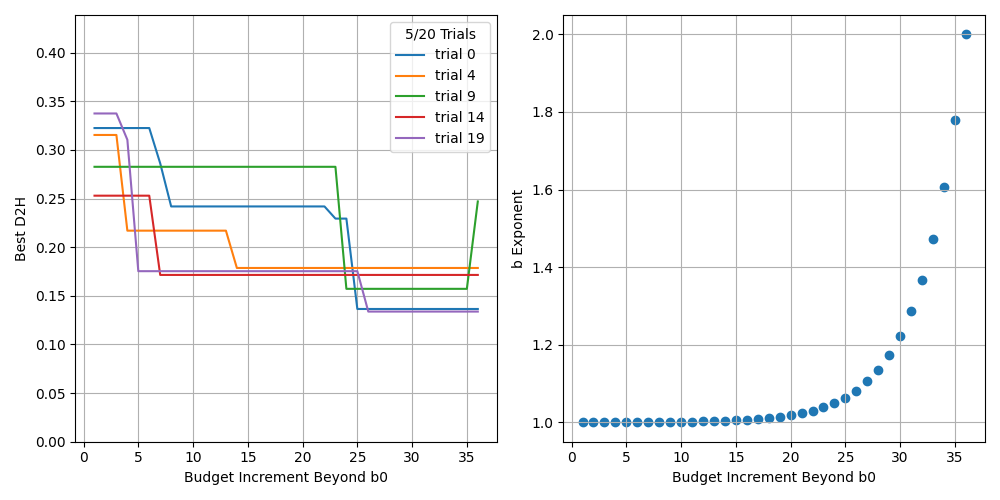 5/20 Trials
trial 0
trial 4
trial 9
trial 14
trial 19
Best D2H
0.40
0.35
0.30
0.25
0.20
0.15
0.10
0.05
0.00
0 5 10 15 20 25 30 35
Budget Increment Beyond b0
b Exponent
2.0
1.8
1.6
1.4
1.2
1.0
0 5 10 15 20 25 30 35
Budget Increment Beyond b0